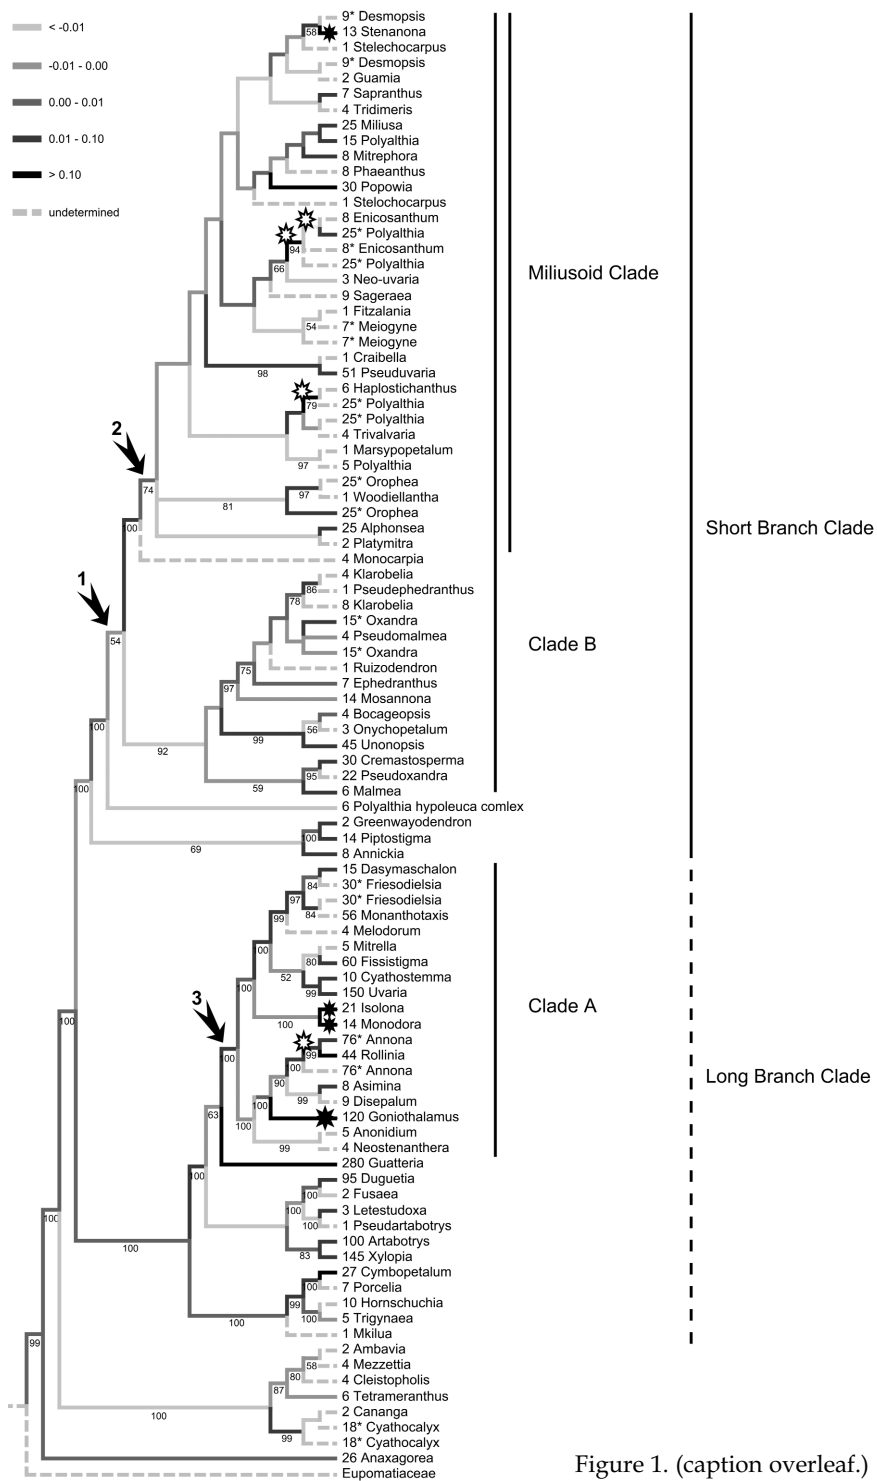 < -0.01
-0.01 - 0.00
0.00 - 0.01
0.01 - 0.10
> 0.10
undetermined
9* Desmopsis
58
13 Stenanona
1 Stelechocarpus
9* Desmopsis
2 Guamia
7 Sapranthus
4 Tridimeris
25 Miliusa
15 Polyalthia
8 Mitrephora
8 Phaeanthus
30 Popowia
1 Stelochocarpus
8 Enicosanthum
25* Polyalthia
94
8* Enicosanthum
66
25* Polyalthia
3 Neo-uvaria
9 Sageraea
Miliusoid Clade
1 Fitzalania
54
7* Meiogyne
7* Meiogyne
1 Craibella
98
51 Pseuduvaria
6 Haplostichanthus
79
25* Polyalthia
25* Polyalthia
4 Trivalvaria
1 Marsypopetalum
97
5 Polyalthia
2
74
25* Orophea
97
1 Woodiellantha
81
25* Orophea
100
25 Alphonsea
2 Platymitra
4 Monocarpia
Short Branch Clade
1
54
4 Klarobelia
86
1 Pseudephedranthus
78
8 Klarobelia
15* Oxandra
4 Pseudomalmea
15* Oxandra
Clade B
75
1 Ruizodendron
97
7 Ephedranthus
14 Mosannona
4 Bocageopsis
56
3 Onychopetalum
99
45 Unonopsis
92
100
30 Cremastosperma
95
22 Pseudoxandra
59
6 Malmea
100
6 Polyalthia hypoleuca comlex
2 Greenwayodendron
100
14 Piptostigma
69
8 Annickia
15 Dasymaschalon
84
30* Friesodielsia
97
30* Friesodielsia
84
99
56 Monanthotaxis
4 Melodorum
100
5 Mitrella
80
60 Fissistigma
52
10 Cyathostemma
99
150 Uvaria
100
3
21 Isolona
100
14 Monodora
Clade A
100
76* Annona
99
44 Rollinia
00
76* Annona
90
8 Asimina
99
9 Disepalum
100
120 Goniothalamus
100
5 Anonidium
99
4 Neostenanthera
63
280 Guatteria
Long Branch Clade
100
95 Duguetia
100
2 Fusaea
100
3 Letestudoxa
100
1 Pseudartabotrys
100 Artabotrys
83
145 Xylopia
100
100
100
27 Cymbopetalum
100
7 Porcelia
99
10 Hornschuchia
100
5 Trigynaea
100
1 Mkilua
99
2 Ambavia
58
4 Mezzettia
80
4 Cleistopholis
87
6 Tetrameranthus
100
2 Cananga
18* Cyathocalyx
99
18* Cyathocalyx
26 Anaxagorea
Eupomatiaceae
Figure 1. (caption overleaf.)